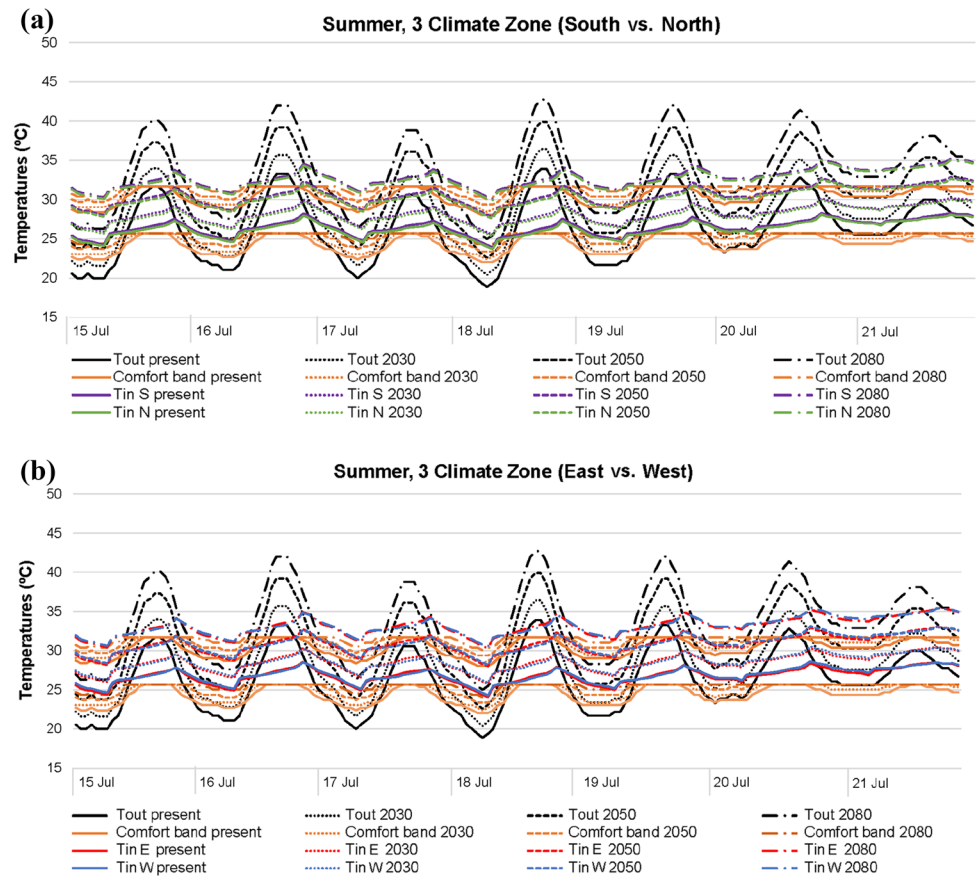 (a)
Summer, 3 Climate Zone (South vs. North)
Temperatures (ºC)
50
45
40
35
30
25
20
15
15 Jul 16 Jul 17 Jul 18 Jul 19 Jul 20 Jul 21 Jul
Tout present Tout 2030 Tout 2050 Tout 2080
Comfort band present Comfort band 2030 Comfort band 2050 Comfort band 2080
Tin S present Tin S 2030 Tin S 2050 Tin S 2080
Tin N present Tin N 2030 Tin N 2050 Tin N 2080
(b)
Summer, 3 Climate Zone (East vs. West)
Temperatures (ºC)
50
45
40
35
30
25
20
15
15 Jul 16 Jul 17 Jul 18 Jul 19 Jul 20 Jul 21 Jul
Tout present Tout 2030 Tout 2050 Tout 2080
Comfort band present Comfort band 2030 Comfort band 2050 Comfort band 2080
Tin E present Tin E 2030 Tin E 2050 Tin E 2080
Tin W present Tin W 2030 Tin W 2050 Tin W 2080